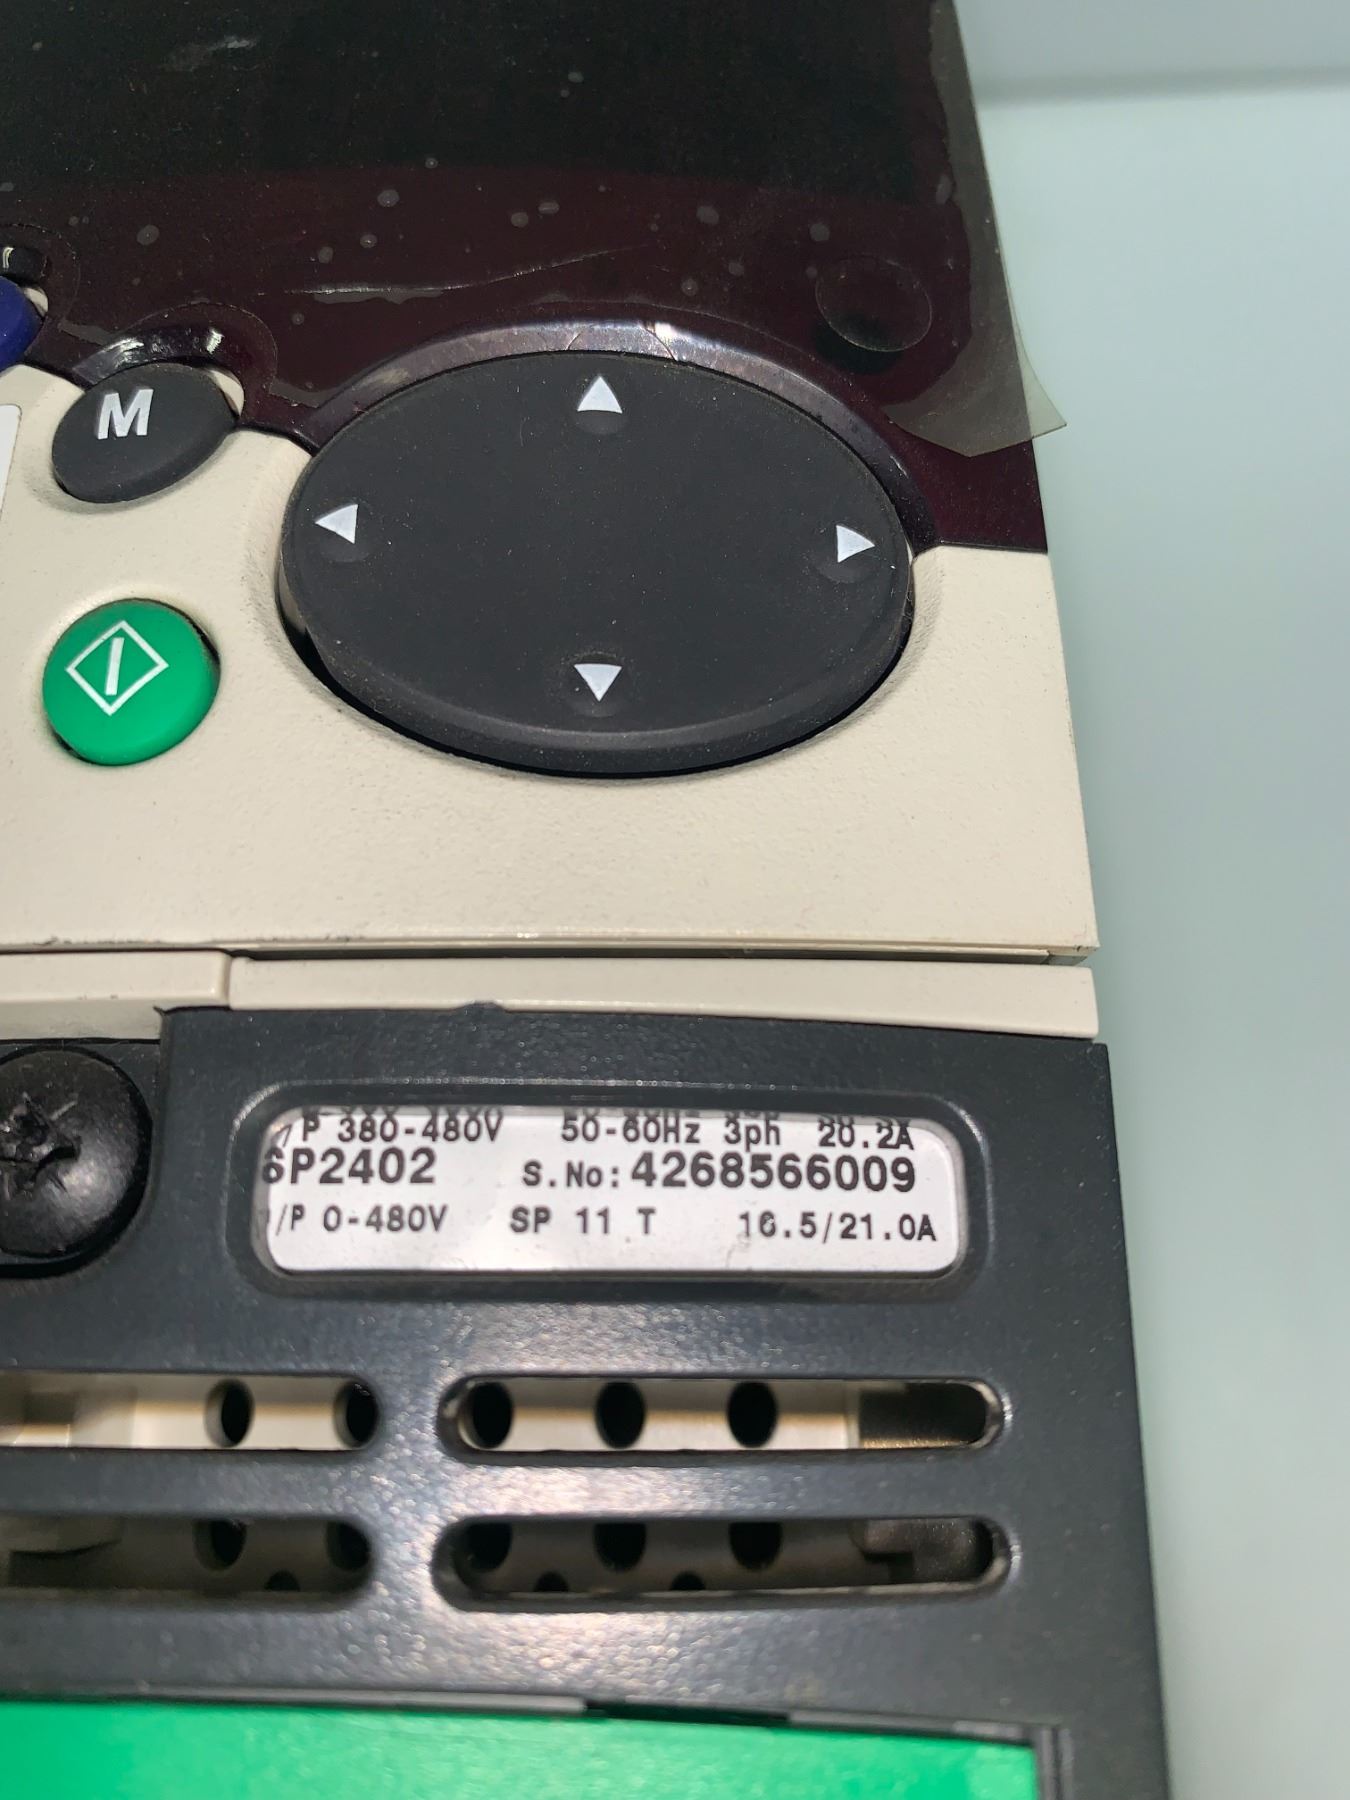 M
I/P 380-480V 50-60Hz 3ph 20.2A
SP2402 S.No: 4268566009
/P 0-480V SP 11 T 16.5/21.0A